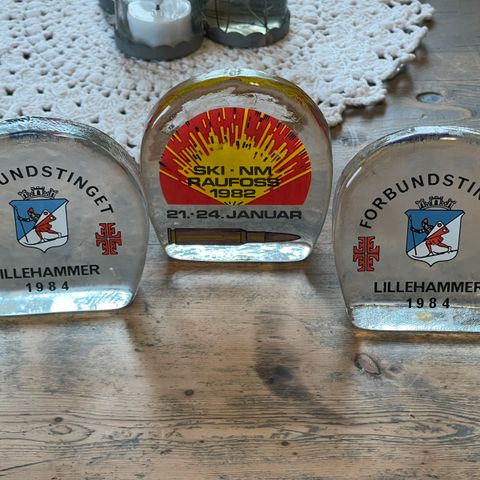 UNDSTINGET
LILLEHAMMER
1984
SKI · NM
RAUFOSS
1982
21.-24. JANUAR
FORBUNDSTIN
LILLEHAMMER
1984